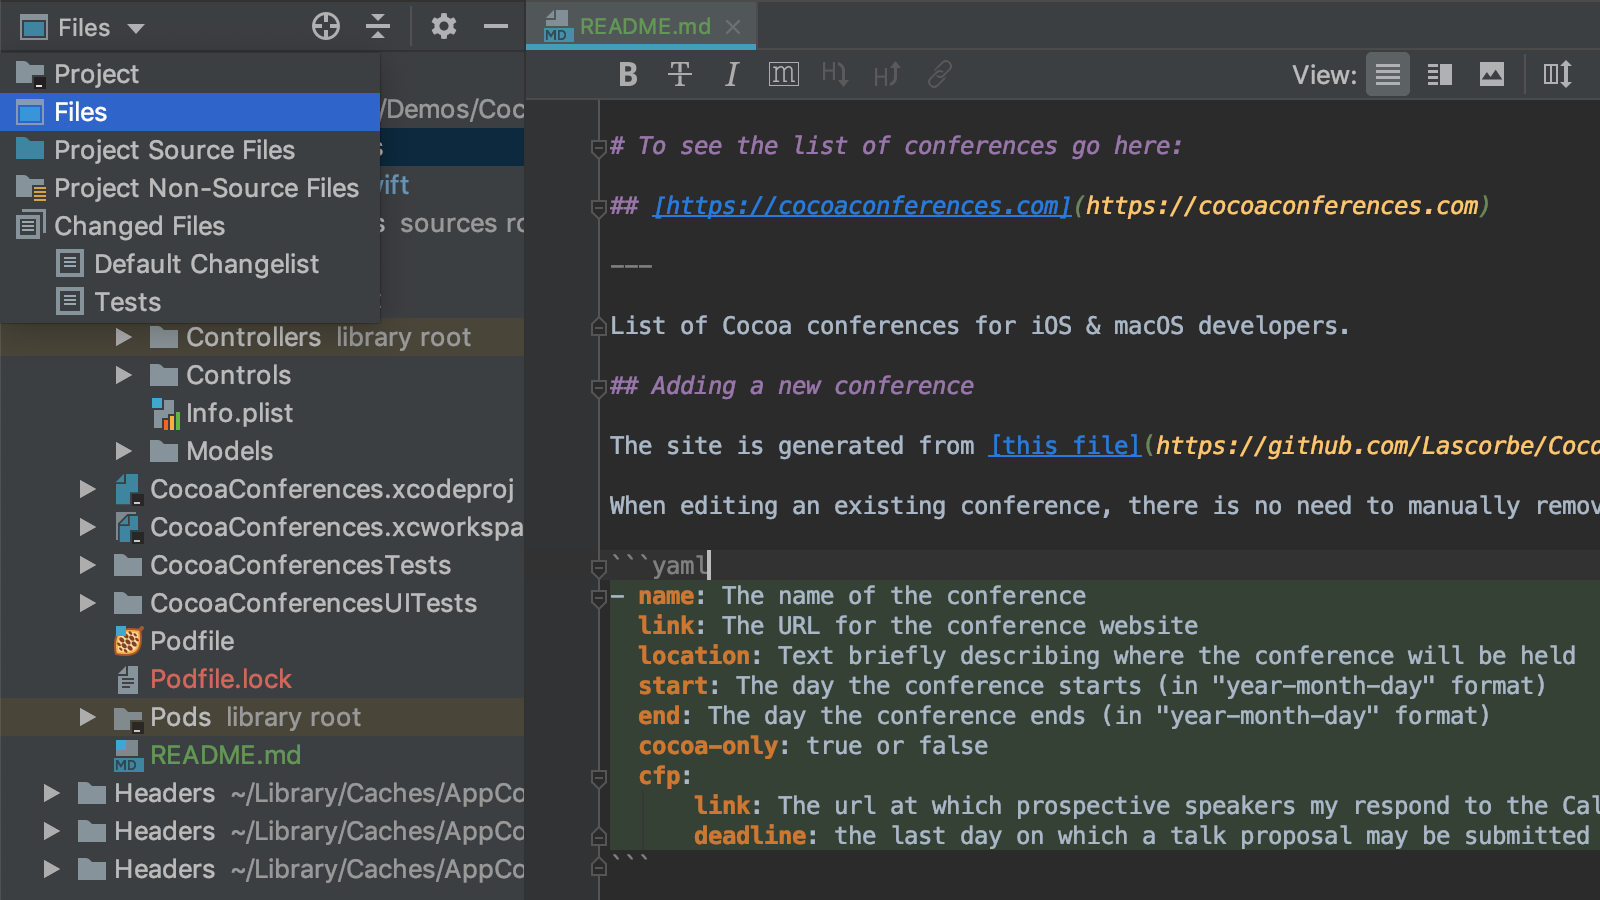 Files
Project
Files
Project Source Files
Project Non-Source Files
Changed Files
Default Changelist
Tests
/Demos/Coc
s
ift
s sources ro
Controllers library root
Controls
Info.plist
Models
CocoaConferences.xcodeproj
CocoaConferences.xcworkspa
CocoaConferencesTests
CocoaConferencesUITests
Podfile
Podfile.lock
Pods library root
MD README.md
Headers ~/Library/Caches/AppCo
Headers ~/Library/Caches/AppCo
Headers ~/Library/Caches/AppCo
MD README.md
B T I m H H View:
# To see the list of conferences go here:
## [https://cocoaconferences.com](https://cocoaconferences.com)
---
List of Cocoa conferences for iOS & macOS developers.
## Adding a new conference
The site is generated from [this file](https://github.com/Lascorbe/Coco
When editing an existing conference, there is no need to manually remov
```yaml
- name: The name of the conference
link: The URL for the conference website
location: Text briefly describing where the conference will be held
start: The day the conference starts (in "year-month-day" format)
end: The day the conference ends (in "year-month-day" format)
cocoa-only: true or false
cfp:
link: The url at which prospective speakers my respond to the Cal
deadline: the last day on which a talk proposal may be submitted
```